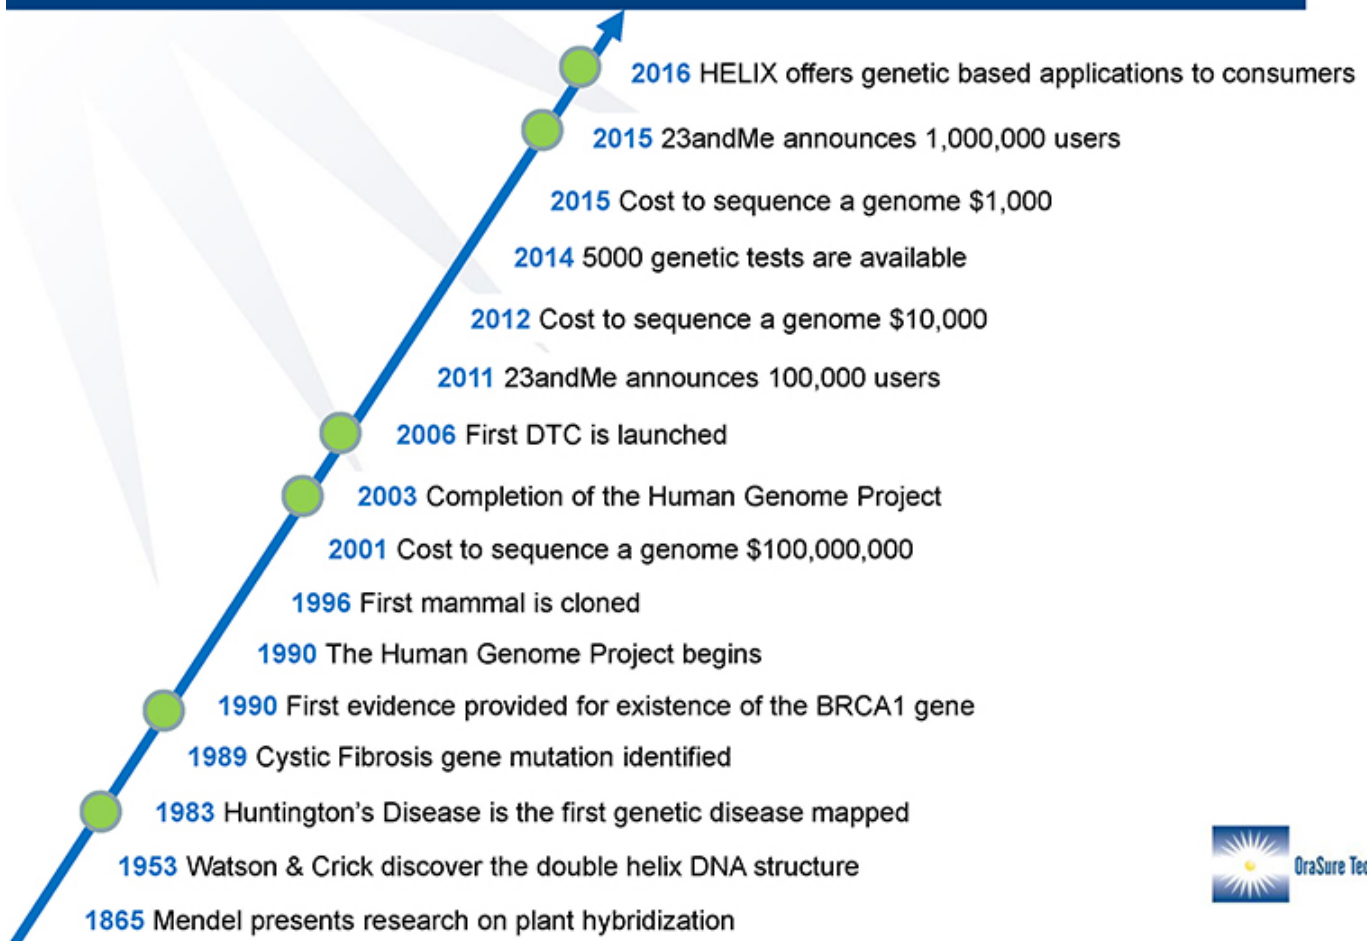 2016 HELIX offers genetic based applications to consumers
2015 23andMe announces 1,000,000 users
2015 Cost to sequence a genome $1,000
2014 5000 genetic tests are available
2012 Cost to sequence a genome $10,000
2011 23andMe announces 100,000 users
2006 First DTC is launched
2003 Completion of the Human Genome Project
2001 Cost to sequence a genome $100,000,000
1996 First mammal is cloned
1990 The Human Genome Project begins
1990 First evidence provided for existence of the BRCA1 gene
1989 Cystic Fibrosis gene mutation identified
1983 Huntington's Disease is the first genetic disease mapped
1953 Watson & Crick discover the double helix DNA structure
1865 Mendel presents research on plant hybridization
OraSure Tec